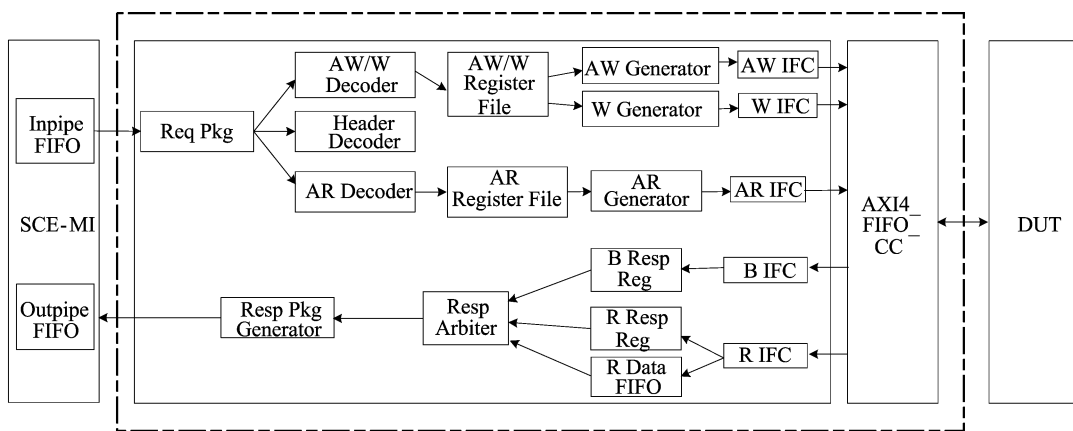 Inpipe
FIFO
SCE-MI
Outpipe
FIFO
Req Pkg
AW/W
Decoder
Header
Decoder
AR Decoder
AW/W
Register
File
AR
Register File
AW Generator
W Generator
AR
Generator
AW IFC
W IFC
AR IFC
B Resp
Reg
B IFC
R Resp
Reg
R Data
FIFO
R IFC
Resp
Arbiter
Resp Pkg
Generator
AXI4_
FIFO_
CC
DUT